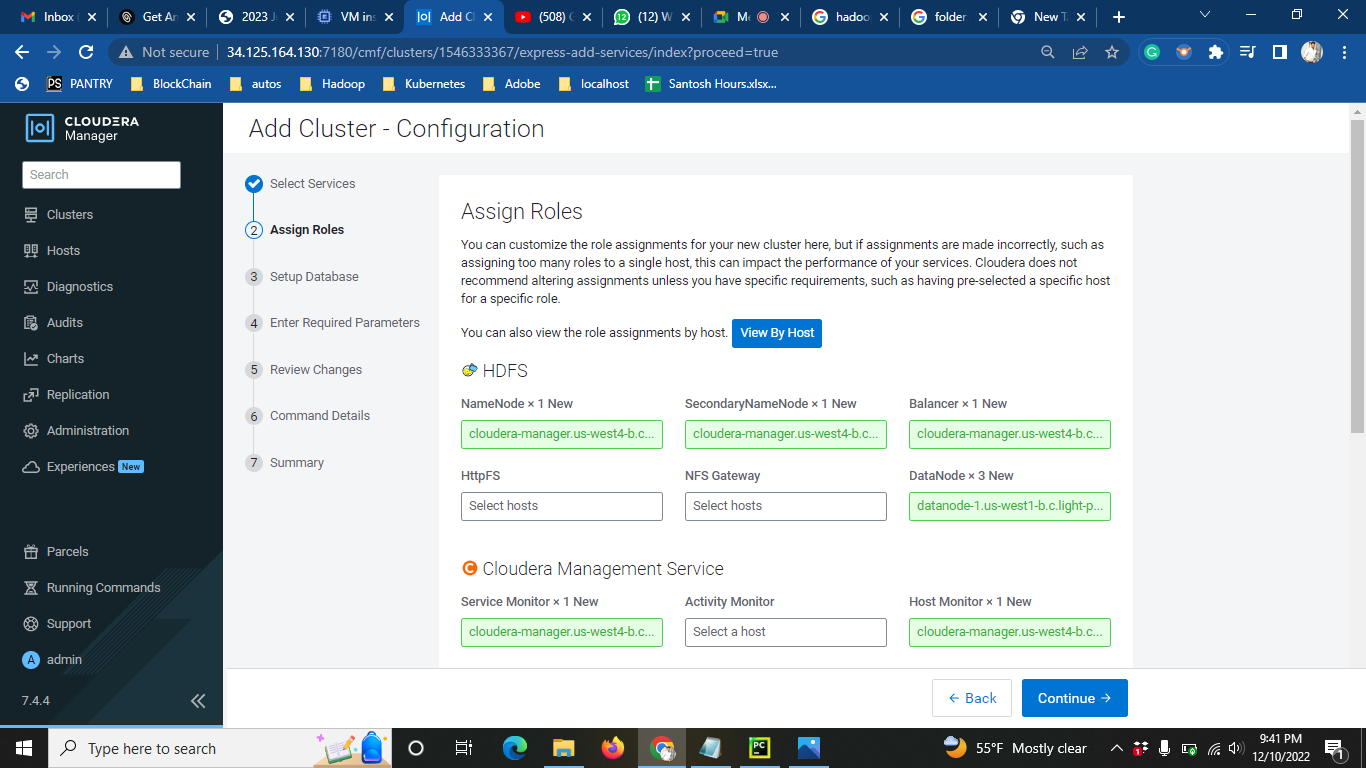 Inbox (
Get An
2023 J
VM ins
Add Cl
(508)
(12) W
Me
hadoo
folder
New T
Not secure
34.125.164.130:7180/cmf/clusters/1546333367/express-add-services/index?proceed=true
PANTRY
BlockChain
autos
Hadoop
Kubernetes
Adobe
localhost
Santosh Hours.xlsx...
CLOUDERA
Manager
Search
Clusters
Hosts
Diagnostics
Audits
Charts
Replication
Administration
Experiences New
Parcels
Running Commands
Support
A admin
7.4.4
Add Cluster - Configuration
Select Services
2 Assign Roles
3 Setup Database
4 Enter Required Parameters
5 Review Changes
6 Command Details
7 Summary
Assign Roles
You can customize the role assignments for your new cluster here, but if assignments are made incorrectly, such as
assigning too many roles to a single host, this can impact the performance of your services. Cloudera does not
recommend altering assignments unless you have specific requirements, such as having pre-selected a specific host
for a specific role.
You can also view the role assignments by host. View By Host
HDFS
NameNode × 1 New
SecondaryNameNode × 1 New
Balancer × 1 New
cloudera-manager.us-west4-b.c...
cloudera-manager.us-west4-b.c...
cloudera-manager.us-west4-b.c...
HttpFS
NFS Gateway
DataNode × 3 New
Select hosts
Select hosts
datanode-1.us-west1-b.c.light-p...
Cloudera Management Service
Service Monitor × 1 New
Activity Monitor
Host Monitor × 1 New
cloudera-manager.us-west4-b.c...
Select a host
cloudera-manager.us-west4-b.c...
← Back
Continue →
Type here to search
55°F Mostly clear
9:41 PM
12/10/2022
1